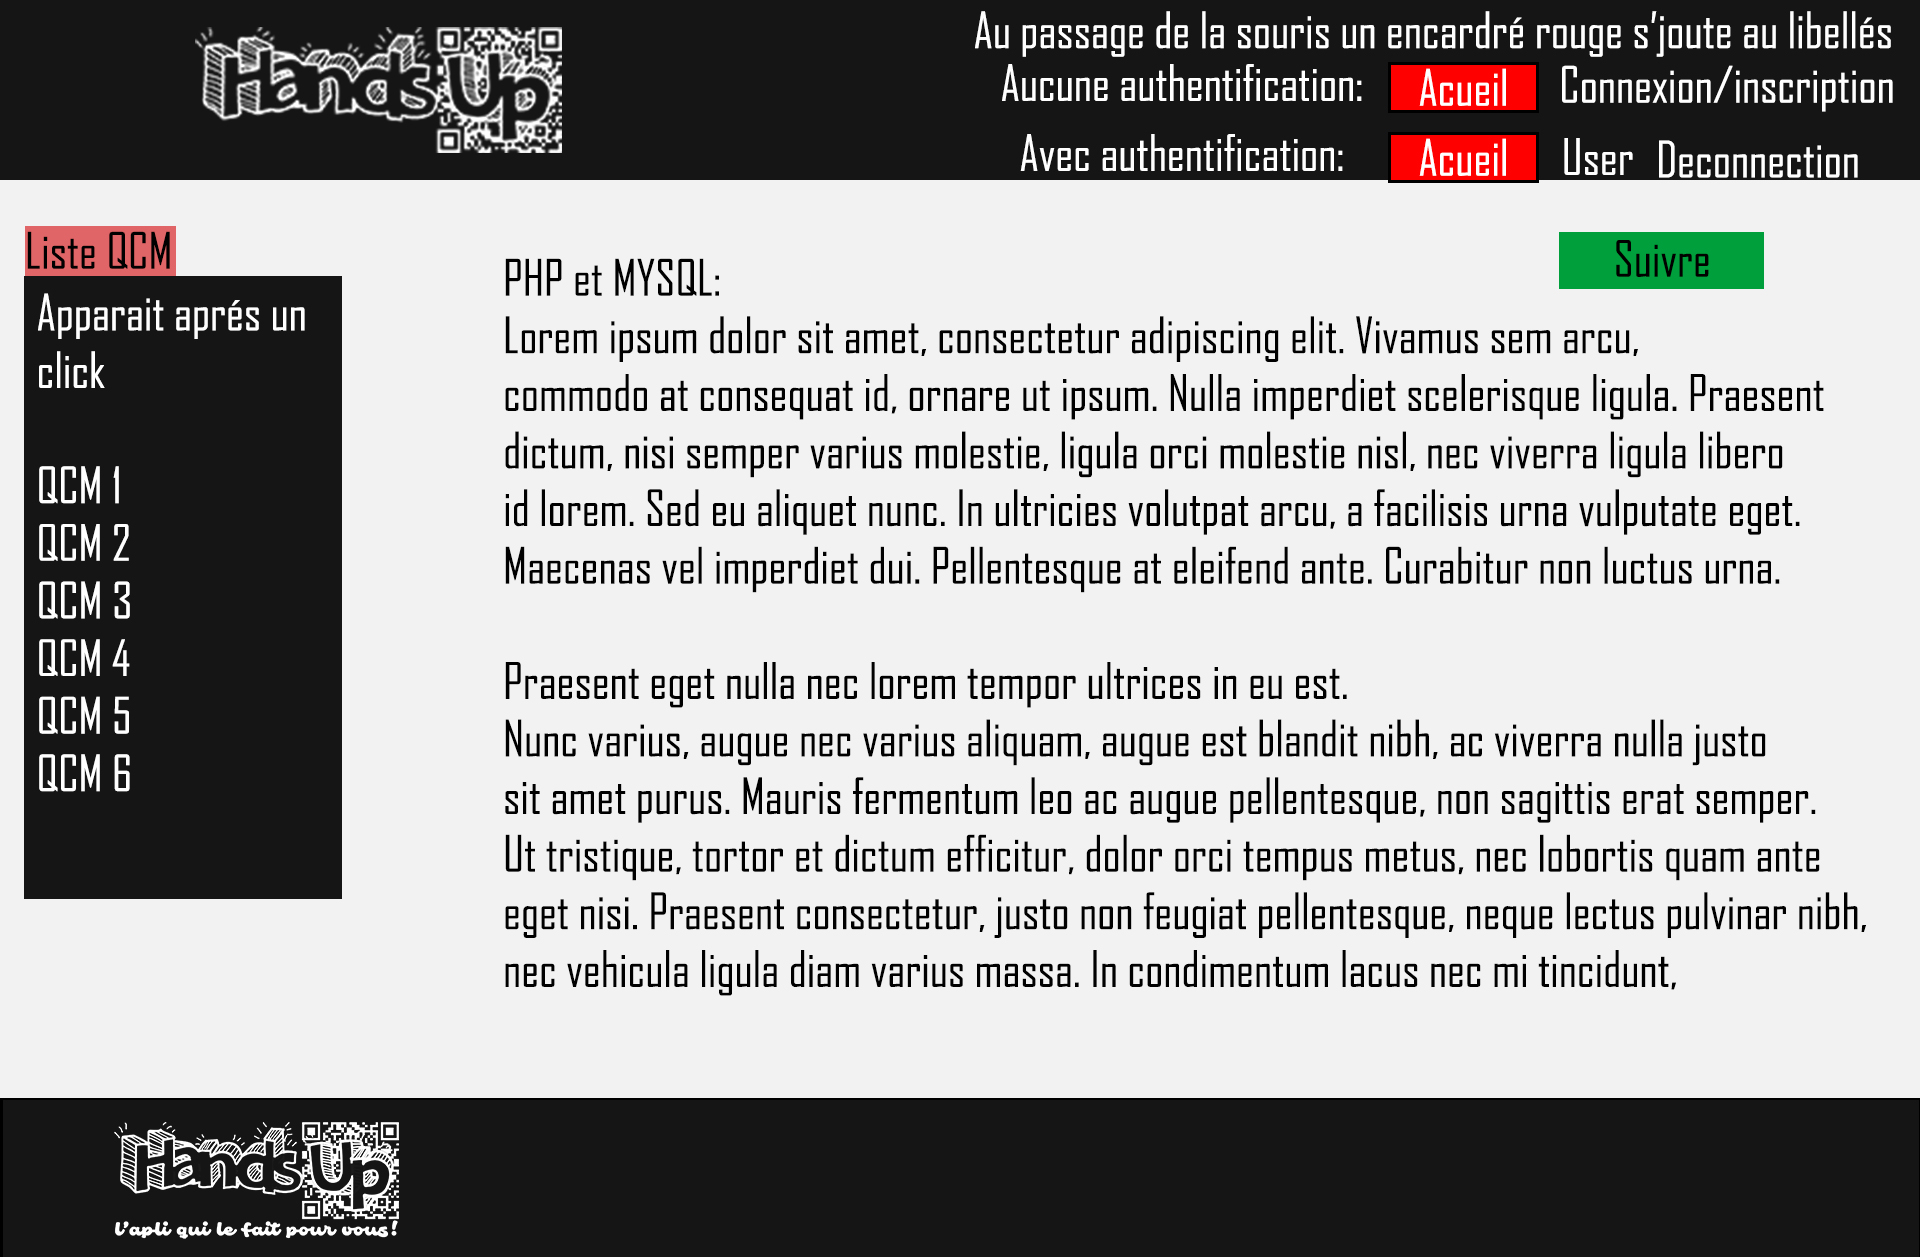 Hands Up
Au passage de la souris un encardré rouge s'joute au libellés
Aucune authentification: Acueil Connexion/inscription
Avec authentification: Acueil User Deconnection
Liste QCM
Apparait aprés un
click
QCM 1
QCM 2
QCM 3
QCM 4
QCM 5
QCM 6
Suivre
PHP et MYSQL:
Lorem ipsum dolor sit amet, consectetur adipiscing elit. Vivamus sem arcu,
commodo at consequat id, ornare ut ipsum. Nulla imperdiet scelerisque ligula. Praesent
dictum, nisi semper varius molestie, ligula orci molestie nisl, nec viverra ligula libero
id lorem. Sed eu aliquet nunc. In ultricies volutpat arcu, a facilisis urna vulputate eget.
Maecenas vel imperdiet dui. Pellentesque at eleifend ante. Curabitur non luctus urna.
Praesent eget nulla nec lorem tempor ultrices in eu est.
Nunc varius, augue nec varius aliquam, augue est blandit nibh, ac viverra nulla justo
sit amet purus. Mauris fermentum leo ac augue pellentesque, non sagittis erat semper.
Ut tristique, tortor et dictum efficitur, dolor orci tempus metus, nec lobortis quam ante
eget nisi. Praesent consectetur, justo non feugiat pellentesque, neque lectus pulvinar nibh,
nec vehicula ligula diam varius massa. In condimentum lacus nec mi tincidunt,
Hands Up
L'apli qui le fait pour vous!